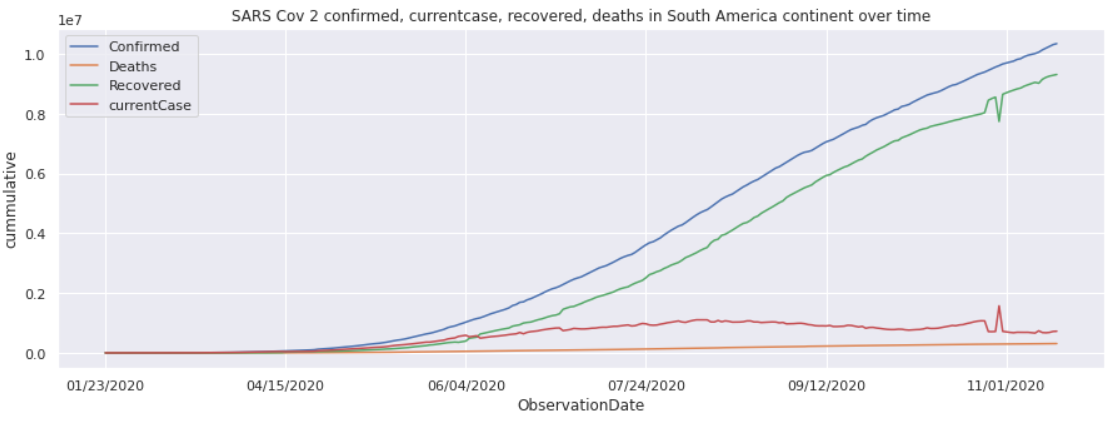 SARS Cov 2 confirmed, currentcase, recovered, deaths in South America continent over time
1e7
Confirmed
Deaths
Recovered
currentCase
1.0
0.8
0.6
0.4
0.2
0.0
cummulative
01/23/2020 04/15/2020 06/04/2020 07/24/2020 09/12/2020 11/01/2020
ObservationDate